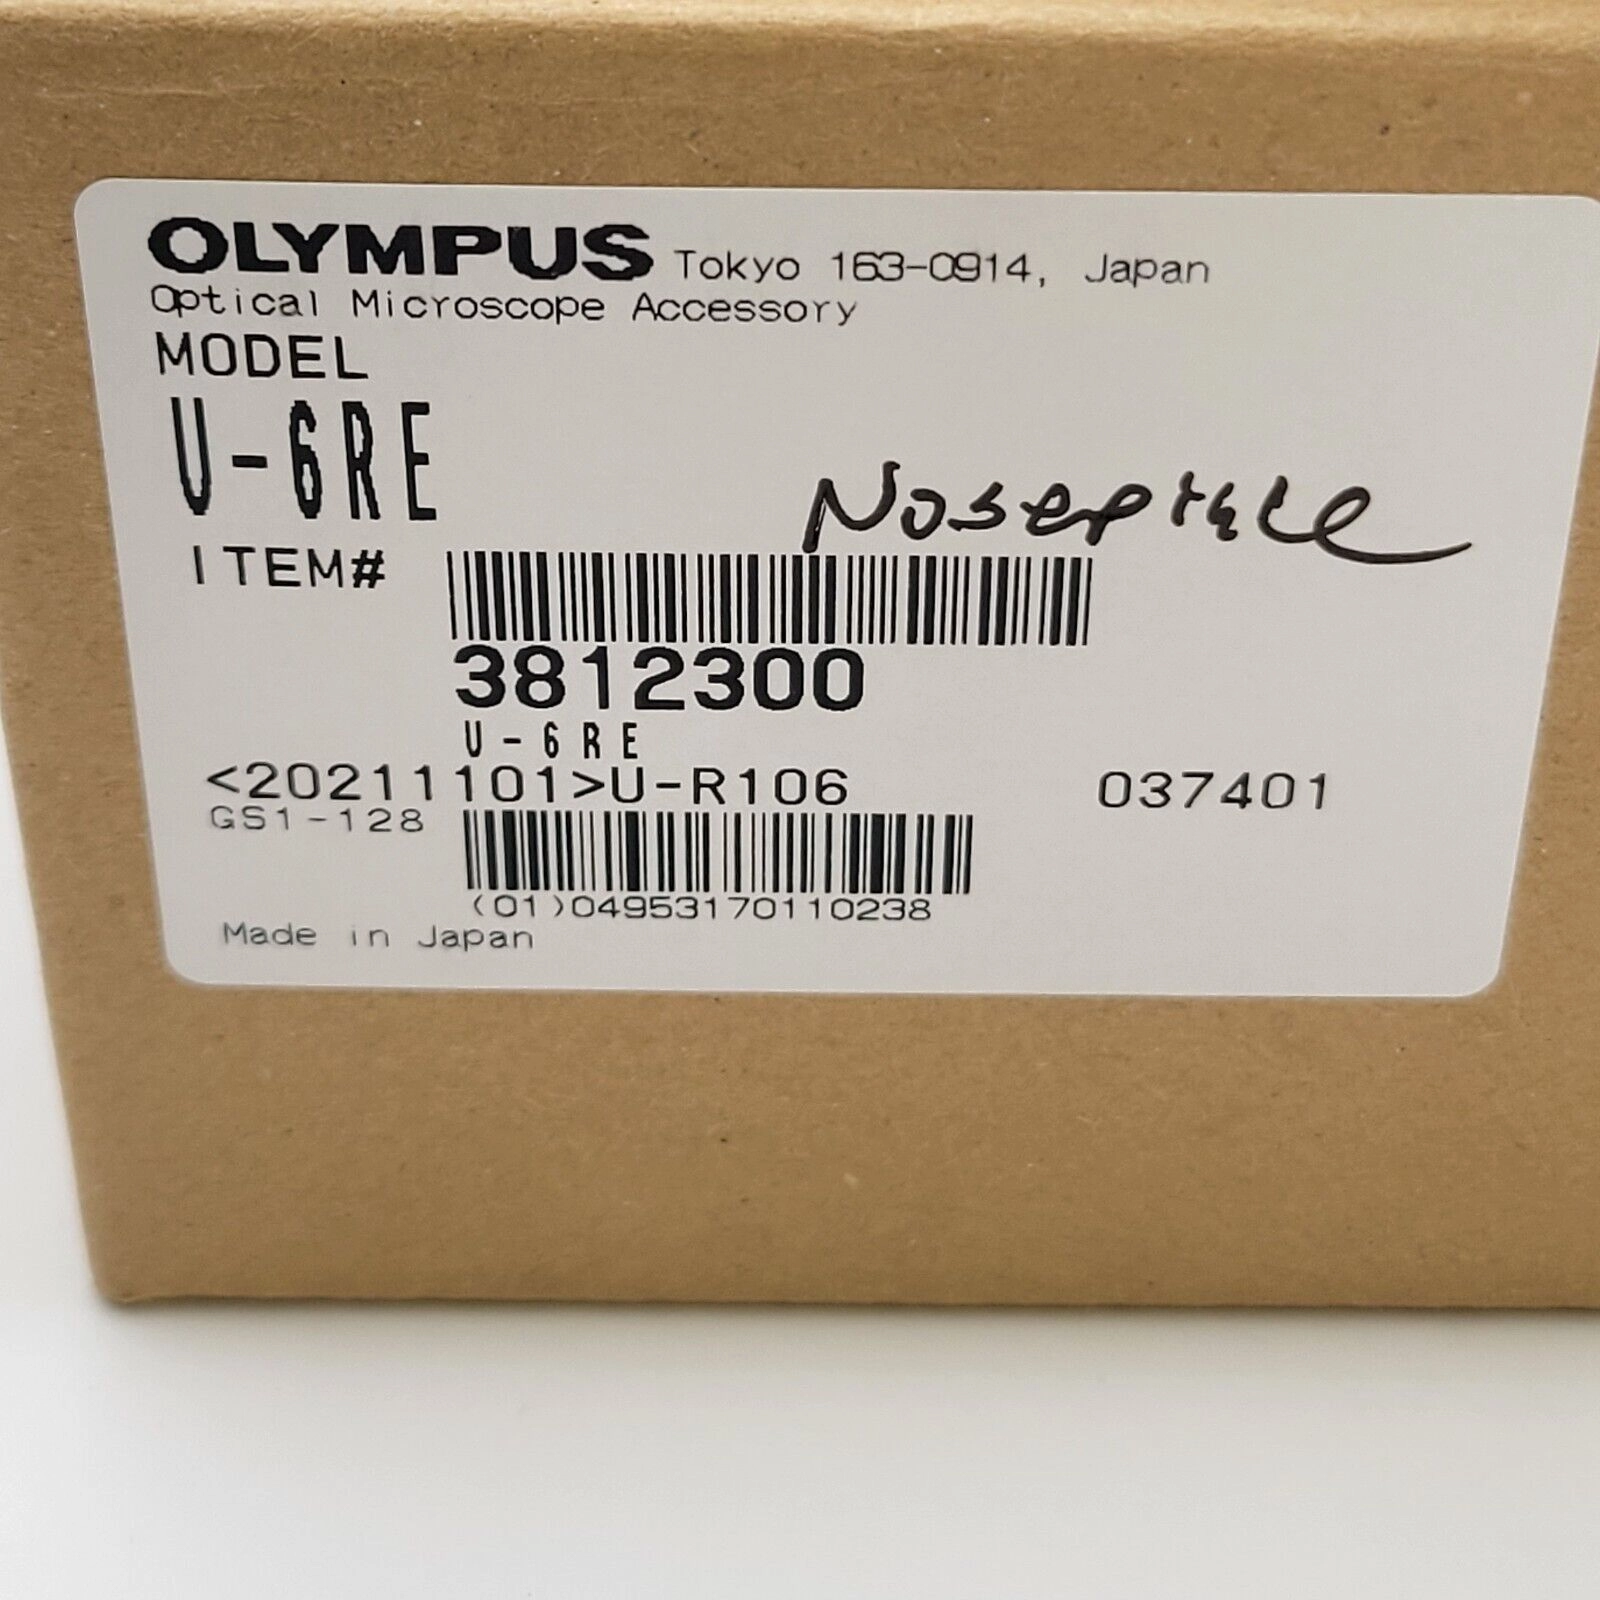 OLYMPUS Tokyo 163-0914, Japan
Optical Microscope Accessory
MODEL
U-6RE
Nosepiece
ITEM#
3812300
U-6RE
<20211101>U-R106 037401
GS1-128
(01)04953170110238
Made in Japan